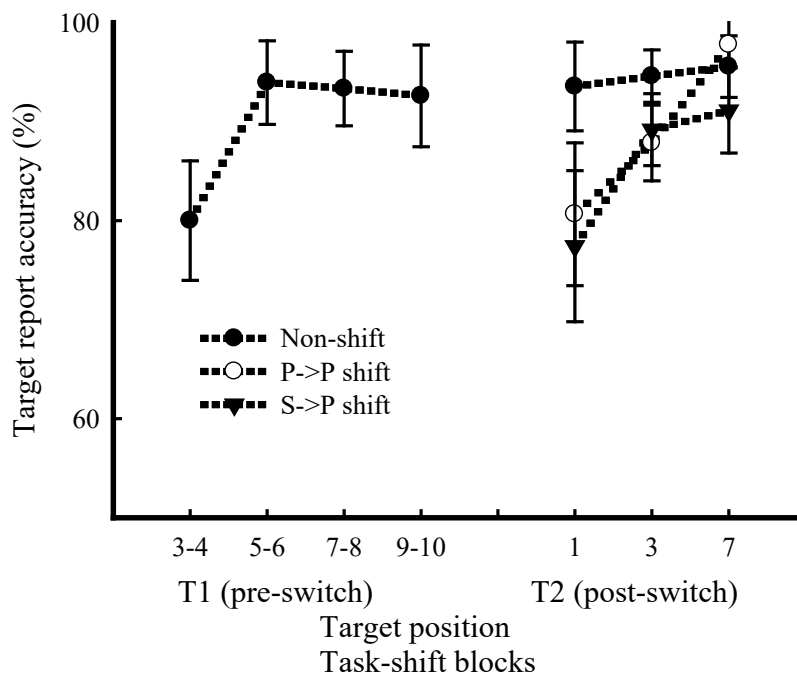 100
80
60
Target report accuracy (%)
Non-shift
P->P shift
S->P shift
3-4 5-6 7-8 9-10 1 3 7
T1 (pre-switch) T2 (post-switch)
Target position
Task-shift blocks